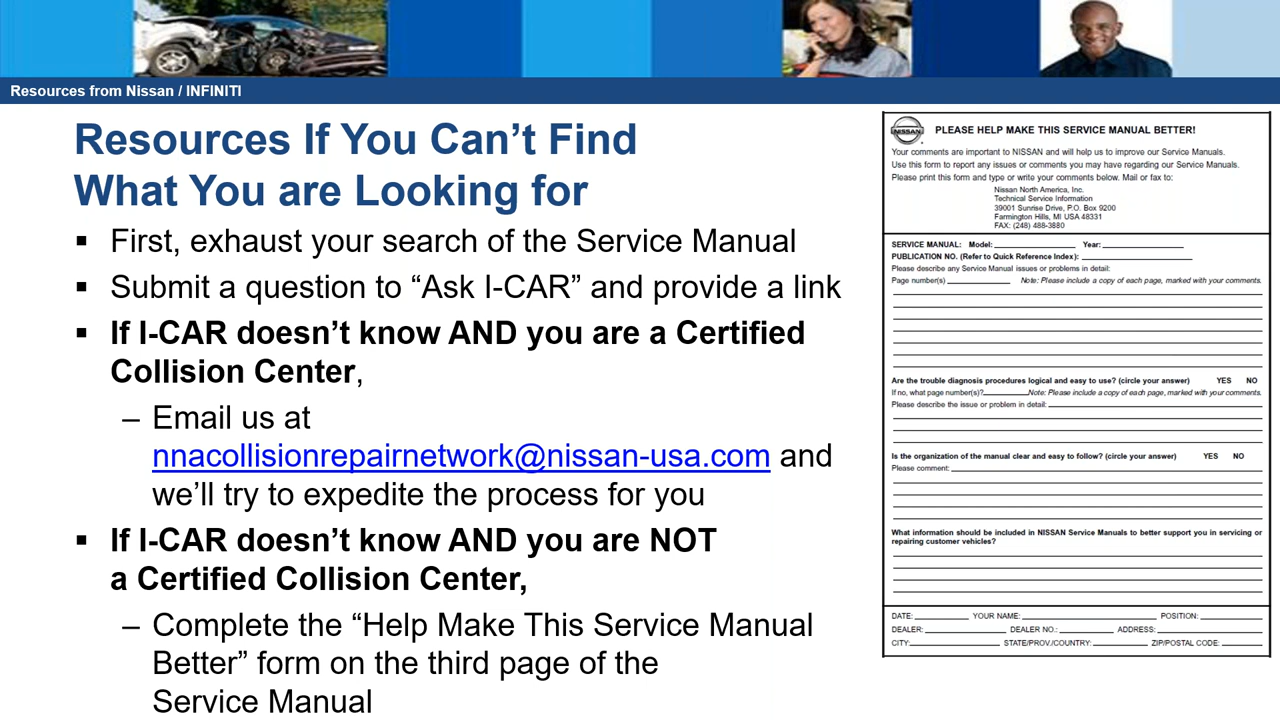 Resources from Nissan / INFINITI
Resources If You Can’t Find
What You are Looking for
▪ First, exhaust your search of the Service Manual
▪ Submit a question to “Ask I-CAR” and provide a link
▪ If I-CAR doesn’t know AND you are a Certified
Collision Center,
– Email us at
nnacollisionrepairnetwork@nissan-usa.com and
we’ll try to expedite the process for you
▪ If I-CAR doesn’t know AND you are NOT
a Certified Collision Center,
– Complete the “Help Make This Service Manual
Better” form on the third page of the
Service Manual
NISSAN
PLEASE HELP MAKE THIS SERVICE MANUAL BETTER!
Your comments are important to NISSAN and will help us to improve our Service Manuals.
Use this form to report any issues or comments you may have regarding our Service Manuals.
Please print this form and type or write your comments below. Mail or fax to:
Nissan North America, Inc.
Technical Service Information
39001 Sunrise Drive, P.O. Box 9200
Farmington Hills, MI USA 48331
FAX: (248) 488-3880
SERVICE MANUAL: Model: Year:
PUBLICATION NO. (Refer to Quick Reference Index):
Please describe any Service Manual issues or problems in detail:
Page number(s) Note: Please include a copy of each page, marked with your comments.
Are the trouble diagnosis procedures logical and easy to use? (circle your answer) YES NO
If no, what page number(s)? Note: Please include a copy of each page, marked with your comments.
Please describe the issue or problem in detail:
Is the organization of the manual clear and easy to follow? (circle your answer) YES NO
Please comment:
What information should be included in NISSAN Service Manuals to better support you in servicing or
repairing customer vehicles?
DATE: YOUR NAME: POSITION:
DEALER: DEALER NO.: ADDRESS:
CITY: STATE/PROV./COUNTRY: ZIP/POSTAL CODE: